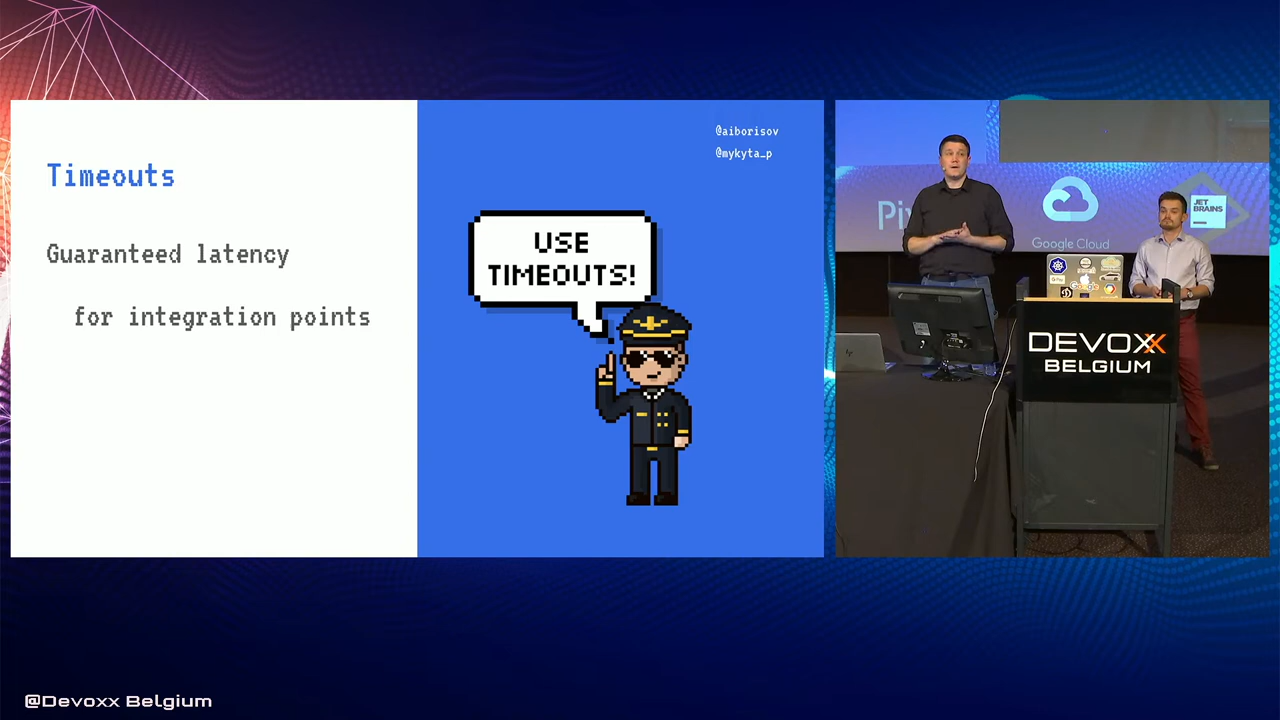 Timeouts
Guaranteed latency
for integration points
@aiborisov
@mykyta_p
USE
TIMEOUTS!
Google Cloud
JET
BRAINS
DEVOXX
BELGIUM
@Devoxx Belgium